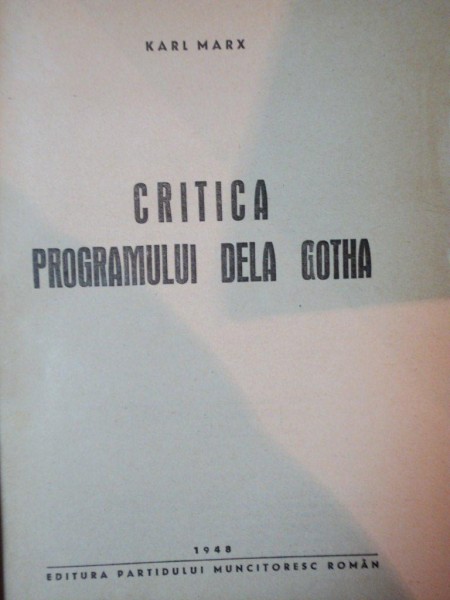 KARL MARX
CRITICA
PROGRAMULUI DELA GOTHA
1948
EDITURA PARTIDULUI MUNCITORESC ROMÂN